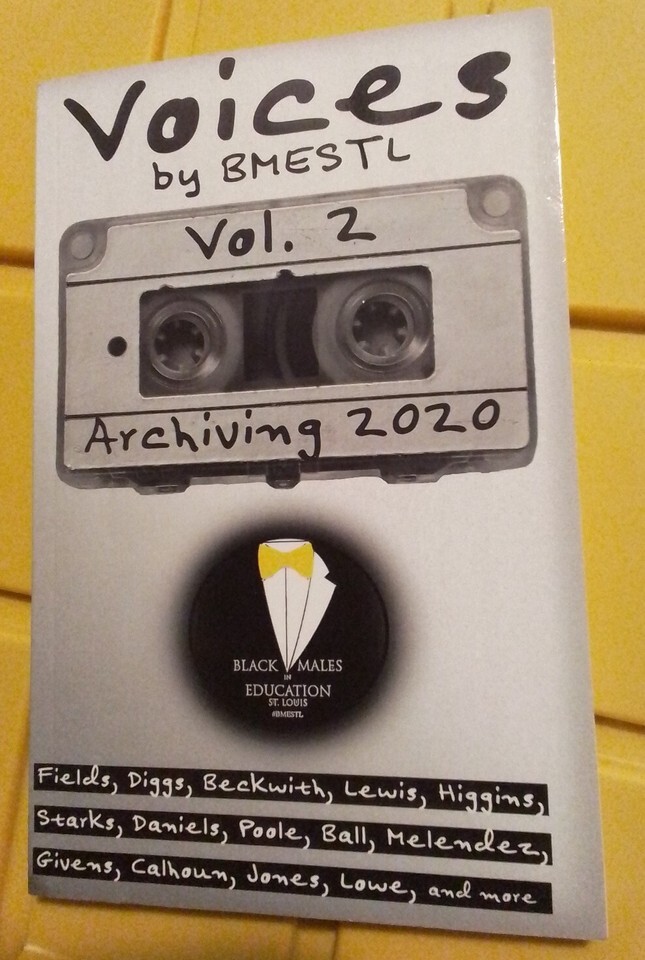 Voices
by BMESTL
Vol. 2
Archiving 2020
BLACK MALES
IN
EDUCATION
ST. LOUIS
#BMESTL
Fields, Diggs, Beckwith, Lewis, Higgins,
Starks, Daniels, Poole, Ball, Melendez,
Givens, Calhoun, Jones, Lowe, and more